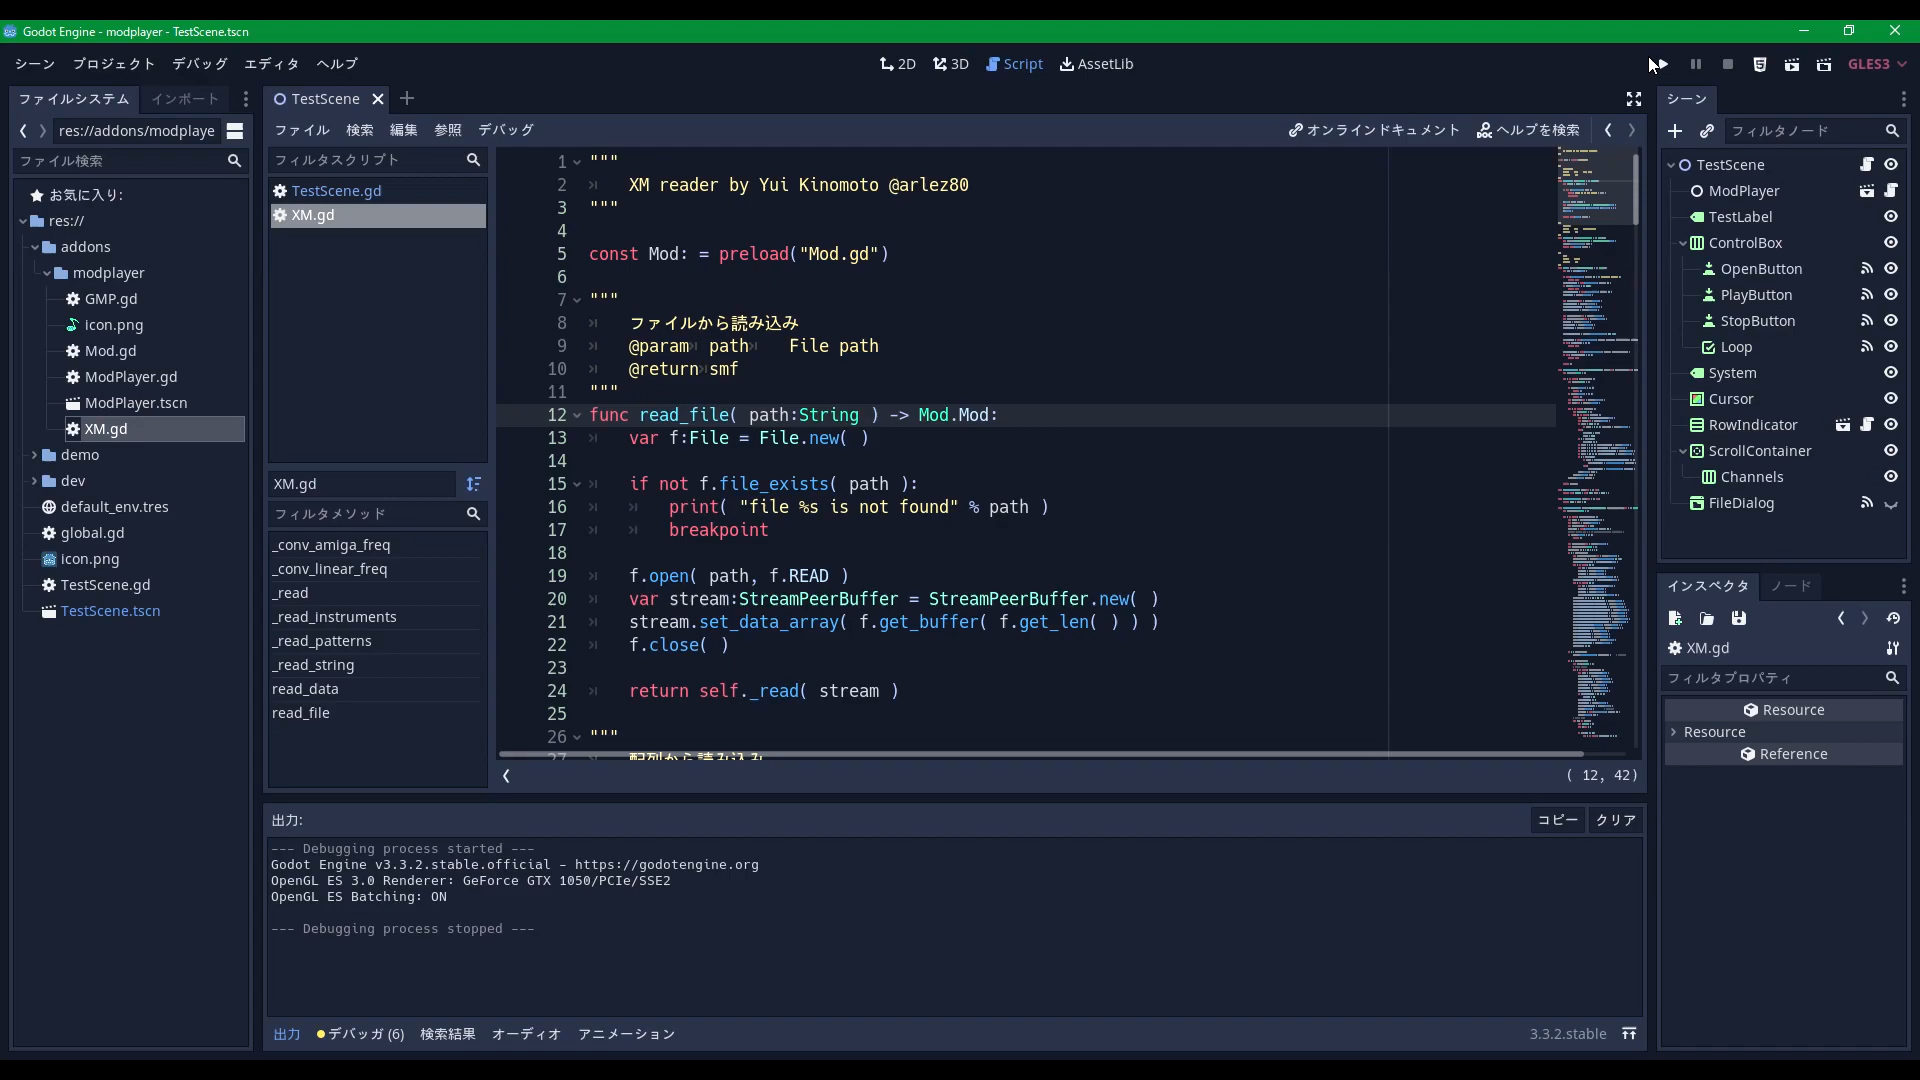 Godot Engine - modplayer - TestScene.tscn
シーン プロジェクト デバッグ エディタ ヘルプ
2D 3D Script AssetLib
GLES3
ファイルシステム インポート
res://addons/modplaye
ファイル検索
お気に入り:
res://
addons
modplayer
GMP.gd
icon.png
Mod.gd
ModPlayer.gd
ModPlayer.tscn
XM.gd
demo
dev
default_env.tres
global.gd
icon.png
TestScene.gd
TestScene.tscn
TestScene
ファイル 検索 編集 参照 デバッグ
オンラインドキュメント ヘルプを検索
フィルタスクリプト
TestScene.gd
XM.gd
XM.gd
フィルタメソッド
_conv_amiga_freq
_conv_linear_freq
_read
_read_instruments
_read_patterns
_read_string
read_data
read_file
1 """
2 XM reader by Yui Kinomoto @arlez80
3 """
4
5 const Mod: = preload("Mod.gd")
6
7 """
8 ファイルから読み込み
9 @param path File path
10 @return smf
11 """
12 func read_file( path:String ) -> Mod.Mod:
13 var f:File = File.new( )
14
15 if not f.file_exists( path ):
16 print( "file %s is not found" % path )
17 breakpoint
18
19 f.open( path, f.READ )
20 var stream:StreamPeerBuffer = StreamPeerBuffer.new( )
21 stream.set_data_array( f.get_buffer( f.get_len( ) ) )
22 f.close( )
23
24 return self._read( stream )
25
26 """
27 配列から読み込み
( 12, 42)
出力:
コピー クリア
--- Debugging process started ---
Godot Engine v3.3.2.stable.official - https://godotengine.org
OpenGL ES 3.0 Renderer: GeForce GTX 1050/PCIe/SSE2
OpenGL ES Batching: ON
--- Debugging process stopped ---
出力 デバッガ (6) 検索結果 オーディオ アニメーション
3.3.2.stable
シーン
フィルタノード
TestScene
ModPlayer
TestLabel
ControlBox
OpenButton
PlayButton
StopButton
Loop
System
Cursor
RowIndicator
ScrollContainer
Channels
FileDialog
インスペクタ ノード
XM.gd
フィルタプロパティ
Resource
Resource
Reference